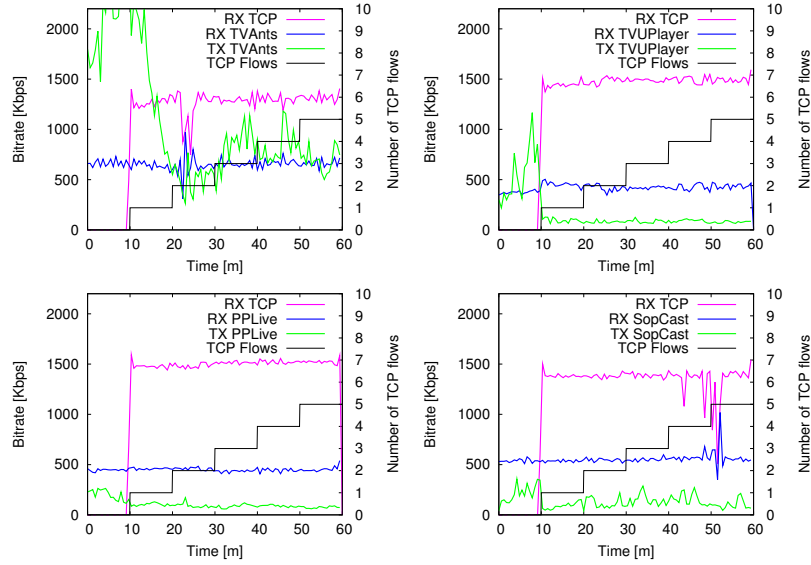 RX TCP
RX TVAnts
TX TVAnts
TCP Flows
Bitrate [Kbps]
2000
1500
1000
500
0
0 10 20 30 40 50 60
Time [m]
10
9
8
7
6
5
4
3
2
1
0
Number of TCP flows
RX TCP
RX TVUPlayer
TX TVUPlayer
TCP Flows
Bitrate [Kbps]
2000
1500
1000
500
0
0 10 20 30 40 50 60
Time [m]
10
9
8
7
6
5
4
3
2
1
0
Number of TCP flows
RX TCP
RX PPLive
TX PPLive
TCP Flows
Bitrate [Kbps]
2000
1500
1000
500
0
0 10 20 30 40 50 60
Time [m]
10
9
8
7
6
5
4
3
2
1
0
Number of TCP flows
RX TCP
RX SopCast
TX SopCast
TCP Flows
Bitrate [Kbps]
2000
1500
1000
500
0
0 10 20 30 40 50 60
Time [m]
10
9
8
7
6
5
4
3
2
1
0
Number of TCP flows